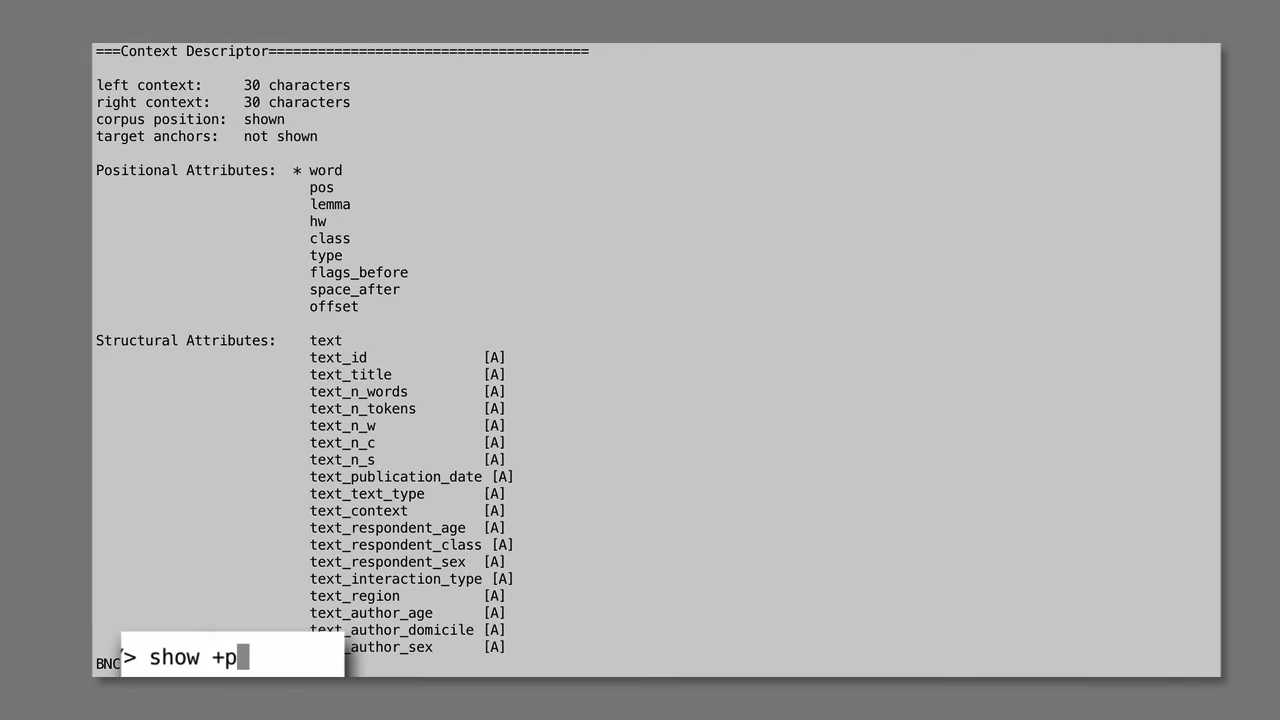 ===Context Descriptor=======================================
left context:     30 characters
right context:    30 characters
corpus position:  shown
target anchors:   not shown
Positional Attributes:  * word
pos
lemma
hw
class
type
flags_before
space_after
offset
Structural Attributes:    text
text_id              [A]
text_title           [A]
text_n_words         [A]
text_n_tokens        [A]
text_n_w             [A]
text_n_c             [A]
text_n_s             [A]
text_publication_date [A]
text_text_type       [A]
text_context         [A]
text_respondent_age  [A]
text_respondent_class [A]
text_respondent_sex  [A]
text_interaction_type [A]
text_region          [A]
text_author_age      [A]
text_author_domicile [A]
_author_sex      [A]
BNC
> show +p